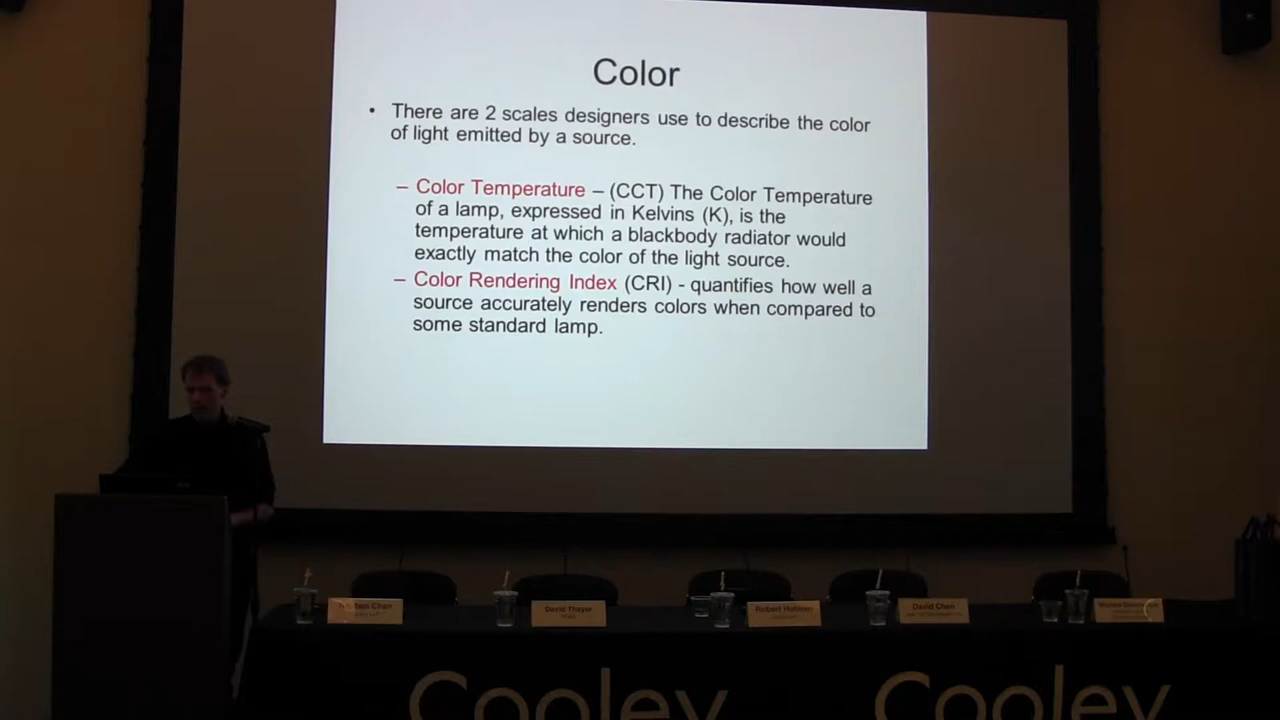 Color
• There are 2 scales designers use to describe the color
of light emitted by a source.
– Color Temperature – (CCT) The Color Temperature
of a lamp, expressed in Kelvins (K), is the
temperature at which a blackbody radiator would
exactly match the color of the light source.
– Color Rendering Index (CRI) - quantifies how well a
source accurately renders colors when compared to
some standard lamp.
Chen
David Thayer
Robert
David Chen
Cooley
Cooley